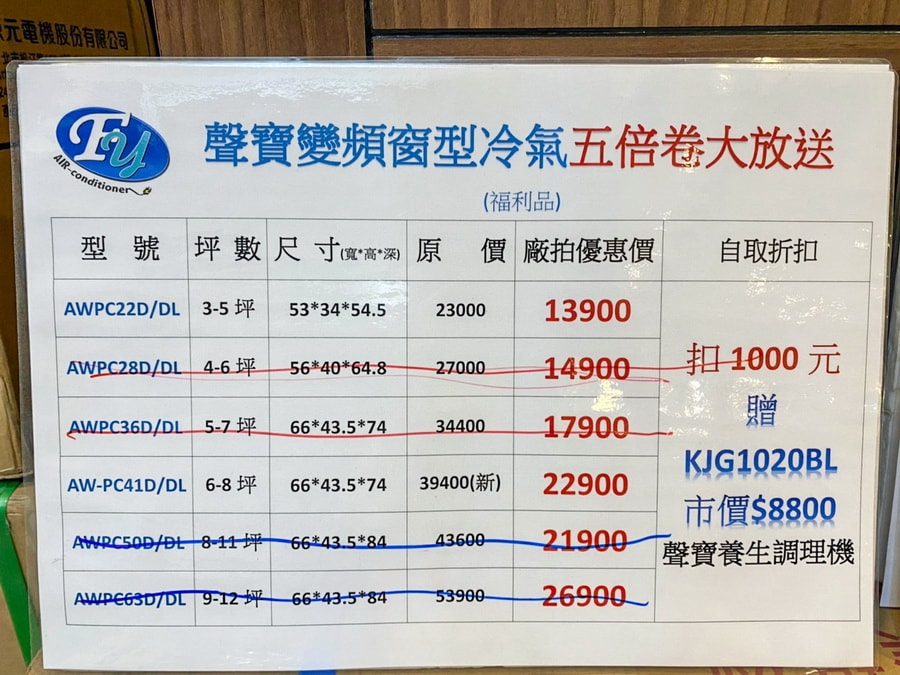 元電機股份有限公司
FY
AIR-conditioner
聲寶變頻窗型冷氣五倍卷大放送
(福利品)
型 號 坪 數 尺 寸(寬*高*深) 原 價 廠拍優惠價 自取折扣
AWPC22D/DL 3-5 坪 53*34*54.5 23000 13900
AWPC28D/DL 4-6 坪 56*40*64.8 27000 14900
AWPC36D/DL 5-7 坪 66*43.5*74 34400 17900
AW-PC41D/DL 6-8 坪 66*43.5*74 39400(新) 22900
AWPC50D/DL 8-11 坪 66*43.5*84 43600 21900
AWPC63D/DL 9-12 坪 66*43.5*84 53900 26900
扣 1000 元
贈
KJG1020BL
市價$8800
聲寶養生調理機